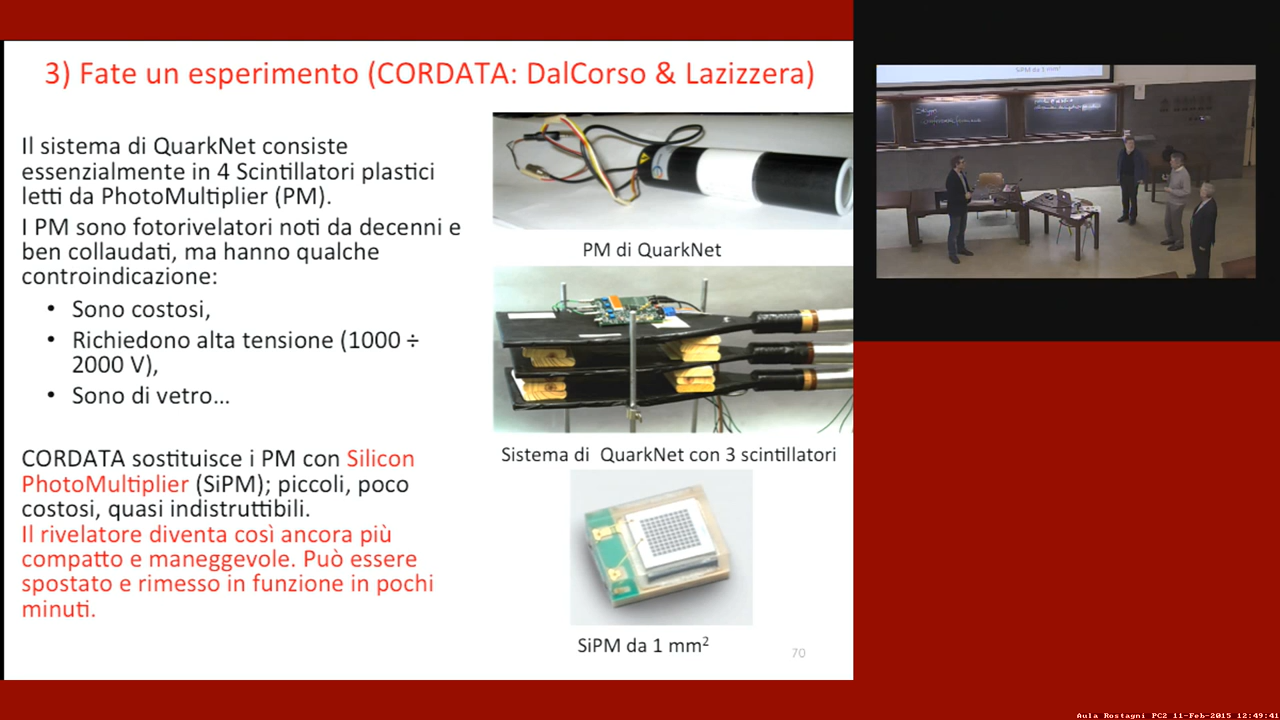 3) Fate un esperimento (CORDATA: DalCorso & Lazizzera)
Il sistema di QuarkNet consiste
essenzialmente in 4 Scintillatori plastici
letti da PhotoMultiplier (PM).
I PM sono fotorivelatori noti da decenni e
ben collaudati, ma hanno qualche
controindicazione:
• Sono costosi,
• Richiedono alta tensione (1000 ÷
2000 V),
• Sono di vetro…
CORDATA sostituisce i PM con Silicon
PhotoMultiplier (SiPM); piccoli, poco
costosi, quasi indistruttibili.
Il rivelatore diventa così ancora più
compatto e maneggevole. Può essere
spostato e rimesso in funzione in pochi
minuti.
PM di QuarkNet
Sistema di QuarkNet con 3 scintillatori
SiPM da 1 mm²
70
SiPM da 1 mm²
Aula Rostagni PC2 11-Feb-2015 12:49:41